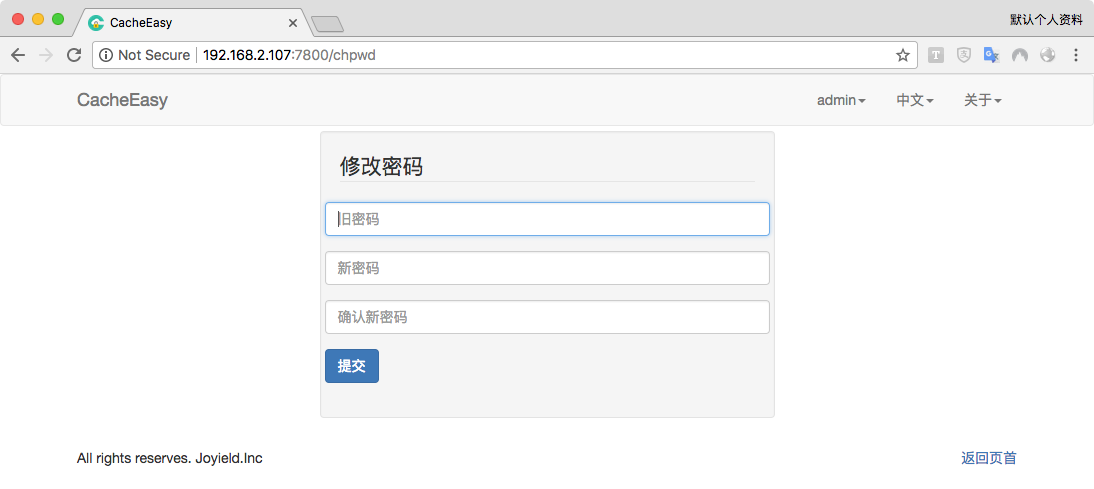 CacheEasy
默认个人资料
Not Secure 192.168.2.107:7800/chpwd
CacheEasy admin 中文 关于
修改密码
旧密码
新密码
确认新密码
提交
All rights reserves. Joyield.Inc 返回页首